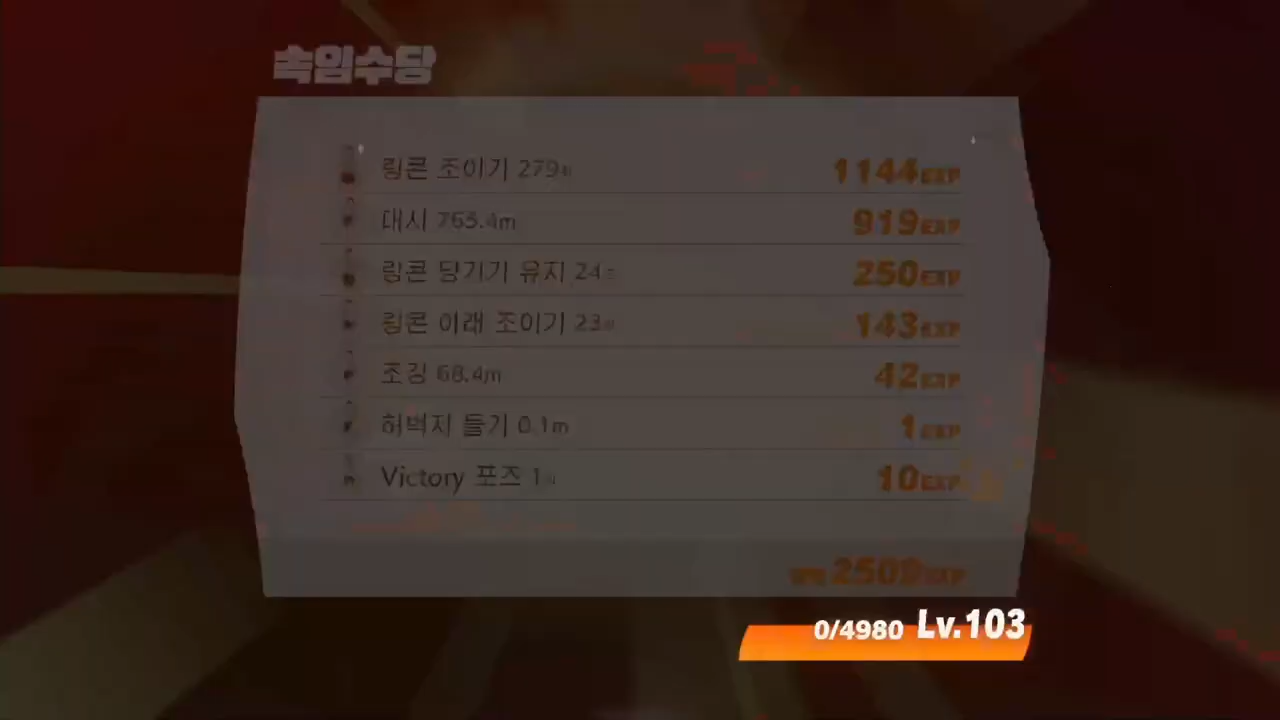 속임수당
링콘 조이기 279회 1144EXP
대시 763.4m 919EXP
링콘 당기기 유지 24초 250EXP
링콘 아래 조이기 23회 143EXP
조깅 68.4m 42EXP
허벅지 들기 0.1m 1EXP
Victory 포즈 1회 10EXP
2509EXP
0/4980 Lv.103